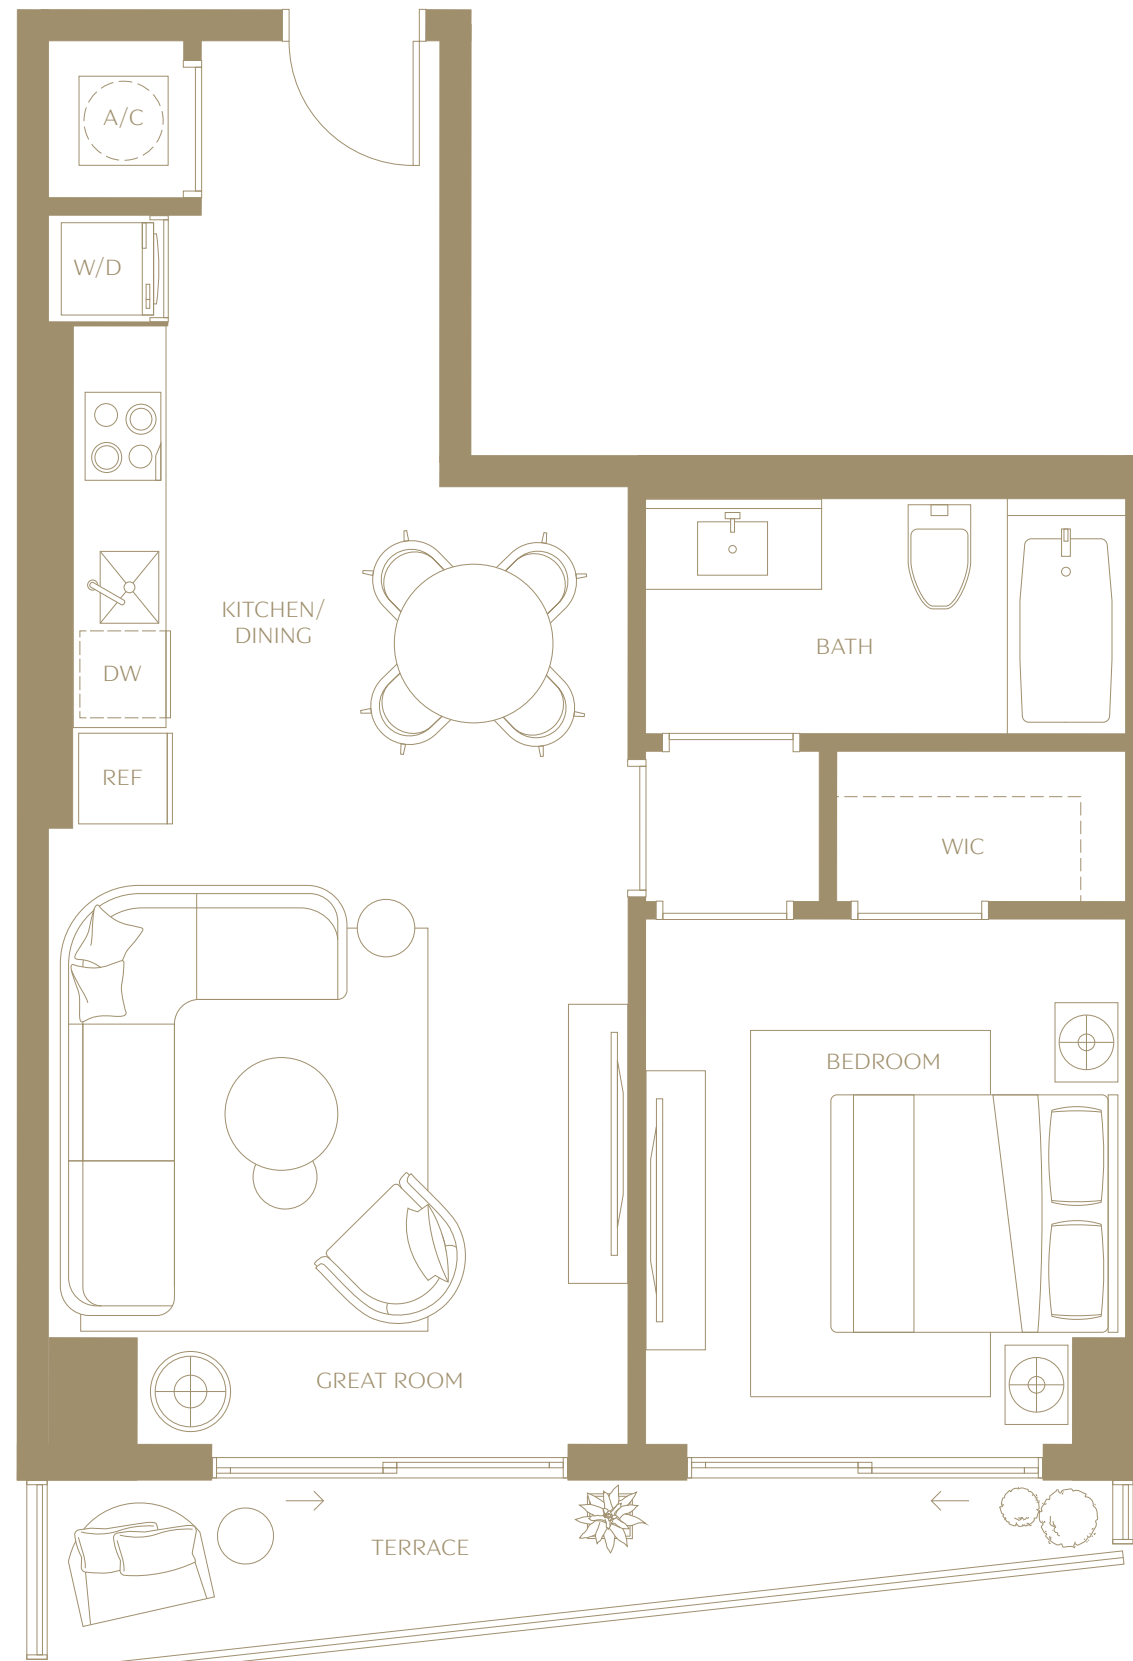 A/C
W/D
KITCHEN/
DINING
BATH
DW
REF
WIC
BEDROOM
GREAT ROOM
TERRACE